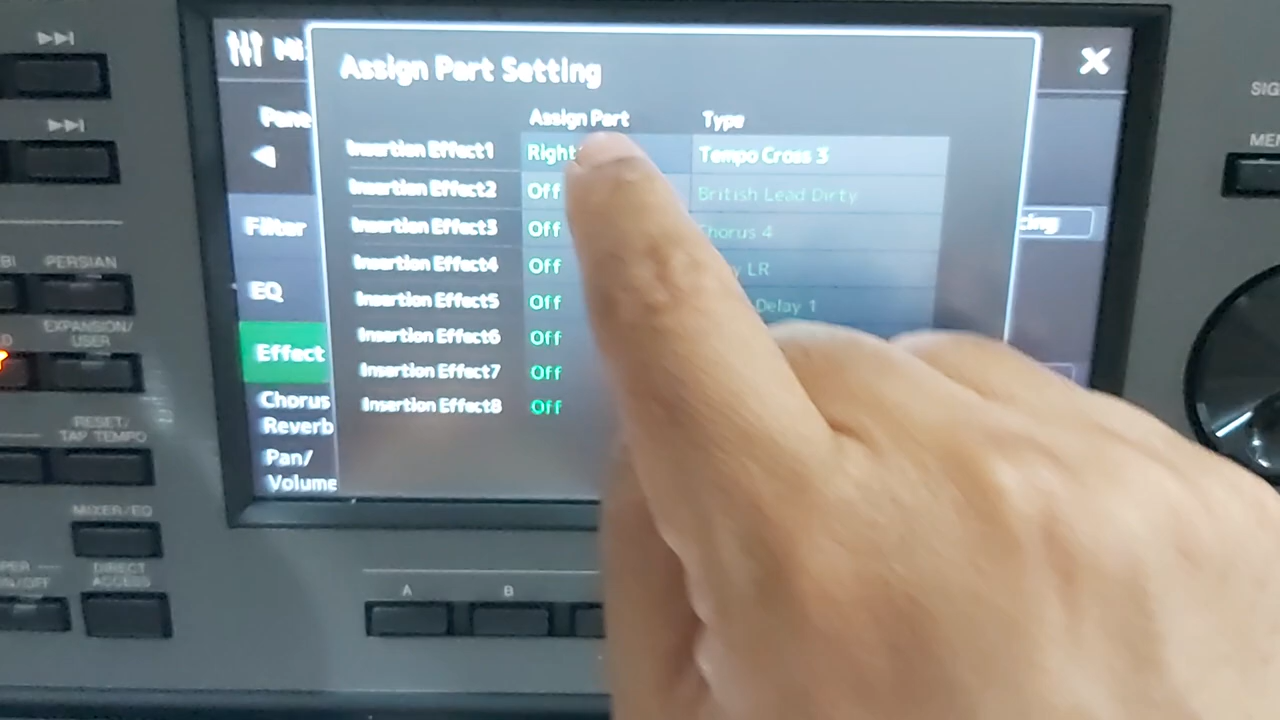 Assign Part Setting
Assign Part Type
Insertion Effect1 Right Tempo Cross 3
Insertion Effect2 Off British Lead Dirty
Insertion Effect3 Off Chorus 4
Insertion Effect4 Off LR
Insertion Effect5 Off Delay 1
Insertion Effect6 Off
Insertion Effect7 Off
Insertion Effect8 Off
Filter
EQ
Effect
Chorus
Reverb
Pan/
Volume
PERSIAN
EXPANSION/
USER
RESET/
TAP TEMPO
MIXER/EQ
DIRECT
ACCESS
A B